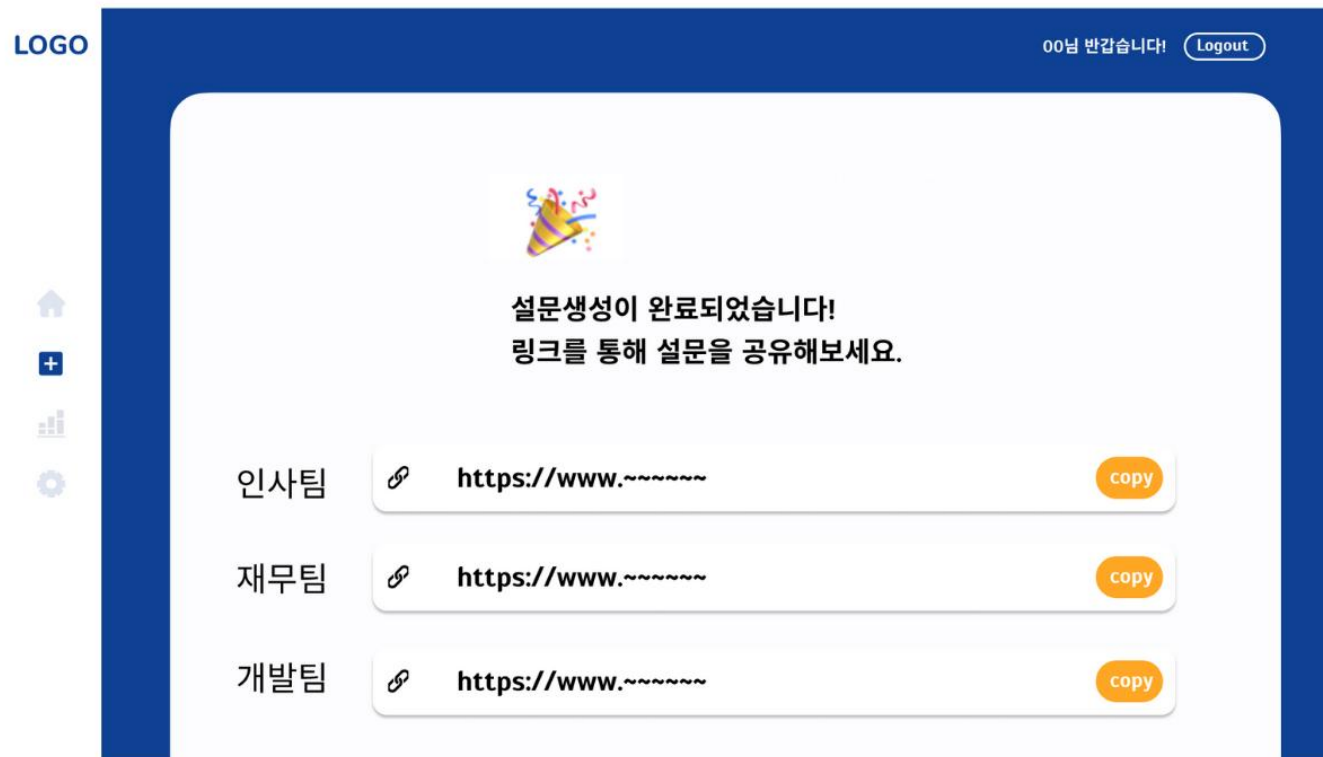 LOGO
00님 반갑습니다! Logout
설문생성이 완료되었습니다!
링크를 통해 설문을 공유해보세요.
인사팀 https://www.~~~~~~ copy
재무팀 https://www.~~~~~~ copy
개발팀 https://www.~~~~~~ copy